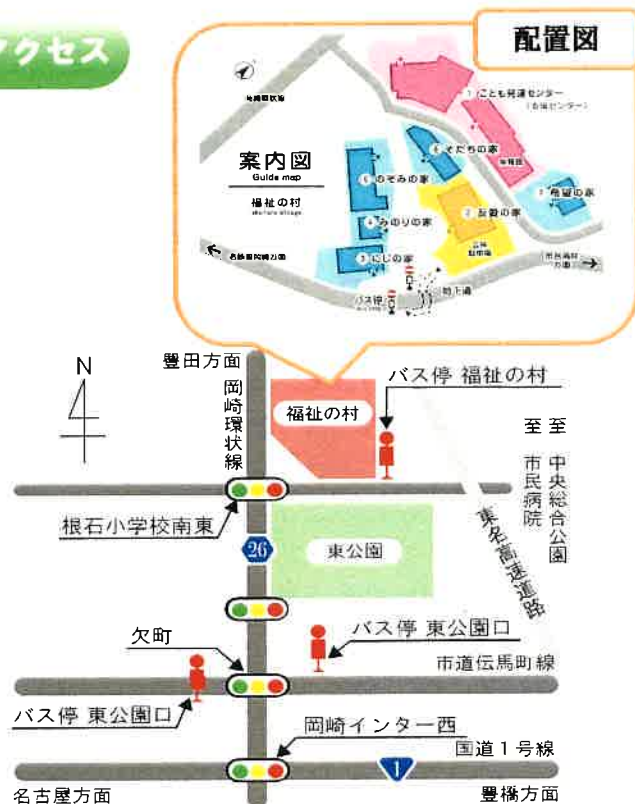 アクセス
配置図
案内図
Guide map
福祉の村
こども発達センター
そだちの家
のぞみの家
希望の家
友愛の家
みのりの家
にじの家
バス停
地下道
N
豊田方面
岡崎環状線
福祉の村
バス停 福祉の村
至 中央総合公園
至 市民病院
根石小学校南東
26
東公園
東名高速道路
欠町
バス停 東公園口
市道伝馬町線
バス停 東公園口
岡崎インター西
国道1号線
1
名古屋方面
豊橋方面